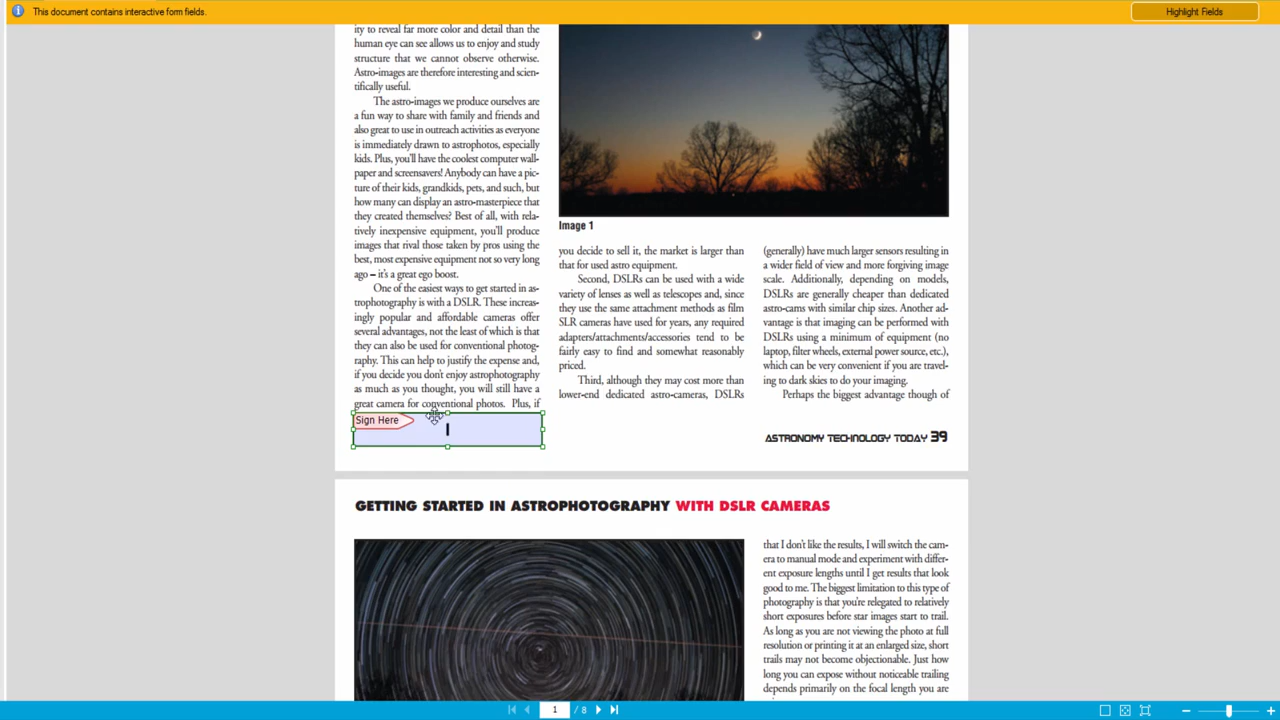 This document contains interactive form fields.
Highlight Fields
ity to reveal far more color and detail than the
human eye can see allows us to enjoy and study
structure that we cannot observe otherwise.
Astro-images are therefore interesting and scien-
tifically useful.
The astro-images we produce ourselves are
a fun way to share with family and friends and
also great to use in outreach activities as everyone
is immediately drawn to astrophotos, especially
kids. Plus, you'll have the coolest computer wall-
paper and screensavers! Anybody can have a pic-
ture of their kids, grandkids, pets, and such, but
how many can display an astro-masterpiece that
they created themselves? Best of all, with rela-
tively inexpensive equipment, you'll produce
images that rival those taken by pros using the
best, most expensive equipment not so very long
ago – it's a great ego boost.
One of the easiest ways to get started in as-
trophotography is with a DSLR. These increas-
ingly popular and affordable cameras offer
several advantages, not the least of which is that
they can also be used for conventional photog-
raphy. This can help to justify the expense and,
if you decide you don't enjoy astrophotography
as much as you thought, you will still have a
great camera for conventional photos. Plus, if
Sign Here
Image 1
you decide to sell it, the market is larger than
that for used astro equipment.
Second, DSLRs can be used with a wide
variety of lenses as well as telescopes and, since
they use the same attachment methods as film
SLR cameras have used for years, any required
adapters/attachments/accessories tend to be
fairly easy to find and somewhat reasonably
priced.
Third, although they may cost more than
lower-end dedicated astro-cameras, DSLRs
(generally) have much larger sensors resulting in
a wider field of view and more forgiving image
scale. Additionally, depending on models,
DSLRs are generally cheaper than dedicated
astro-cams with similar chip sizes. Another ad-
vantage is that imaging can be performed with
DSLRs using a minimum of equipment (no
laptop, filter wheels, external power source, etc.),
which can be very convenient if you are travel-
ing to dark skies to do your imaging.
Perhaps the biggest advantage though of
ASTRONOMY TECHNOLOGY TODAY 39
GETTING STARTED IN ASTROPHOTOGRAPHY WITH DSLR CAMERAS
that I don't like the results, I will switch the cam-
era to manual mode and experiment with differ-
ent exposure lengths until I get results that look
good to me. The biggest limitation to this type of
photography is that you're relegated to relatively
short exposures before star images start to trail.
As long as you are not viewing the photo at full
resolution or printing it at an enlarged size, short
trails may not become objectionable. Just how
long you can expose without noticeable trailing
depends primarily on the focal length you are
1 / 8